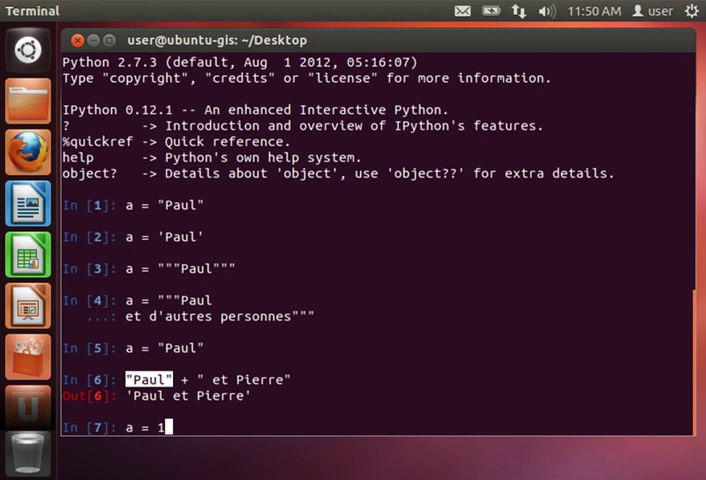 Terminal
11:50 AM user
user@ubuntu-gis: ~/Desktop
Python 2.7.3 (default, Aug  1 2012, 05:16:07)
Type "copyright", "credits" or "license" for more information.
IPython 0.12.1 -- An enhanced Interactive Python.
?         -> Introduction and overview of IPython's features.
%quickref -> Quick reference.
help      -> Python's own help system.
object?   -> Details about 'object', use 'object??' for extra details.
In [1]: a = "Paul"
In [2]: a = 'Paul'
In [3]: a = """Paul"""
In [4]: a = """Paul
   ...: et d'autres personnes"""
In [5]: a = "Paul"
In [6]: "Paul" + " et Pierre"
Out[6]: 'Paul et Pierre'
In [7]: a = 1